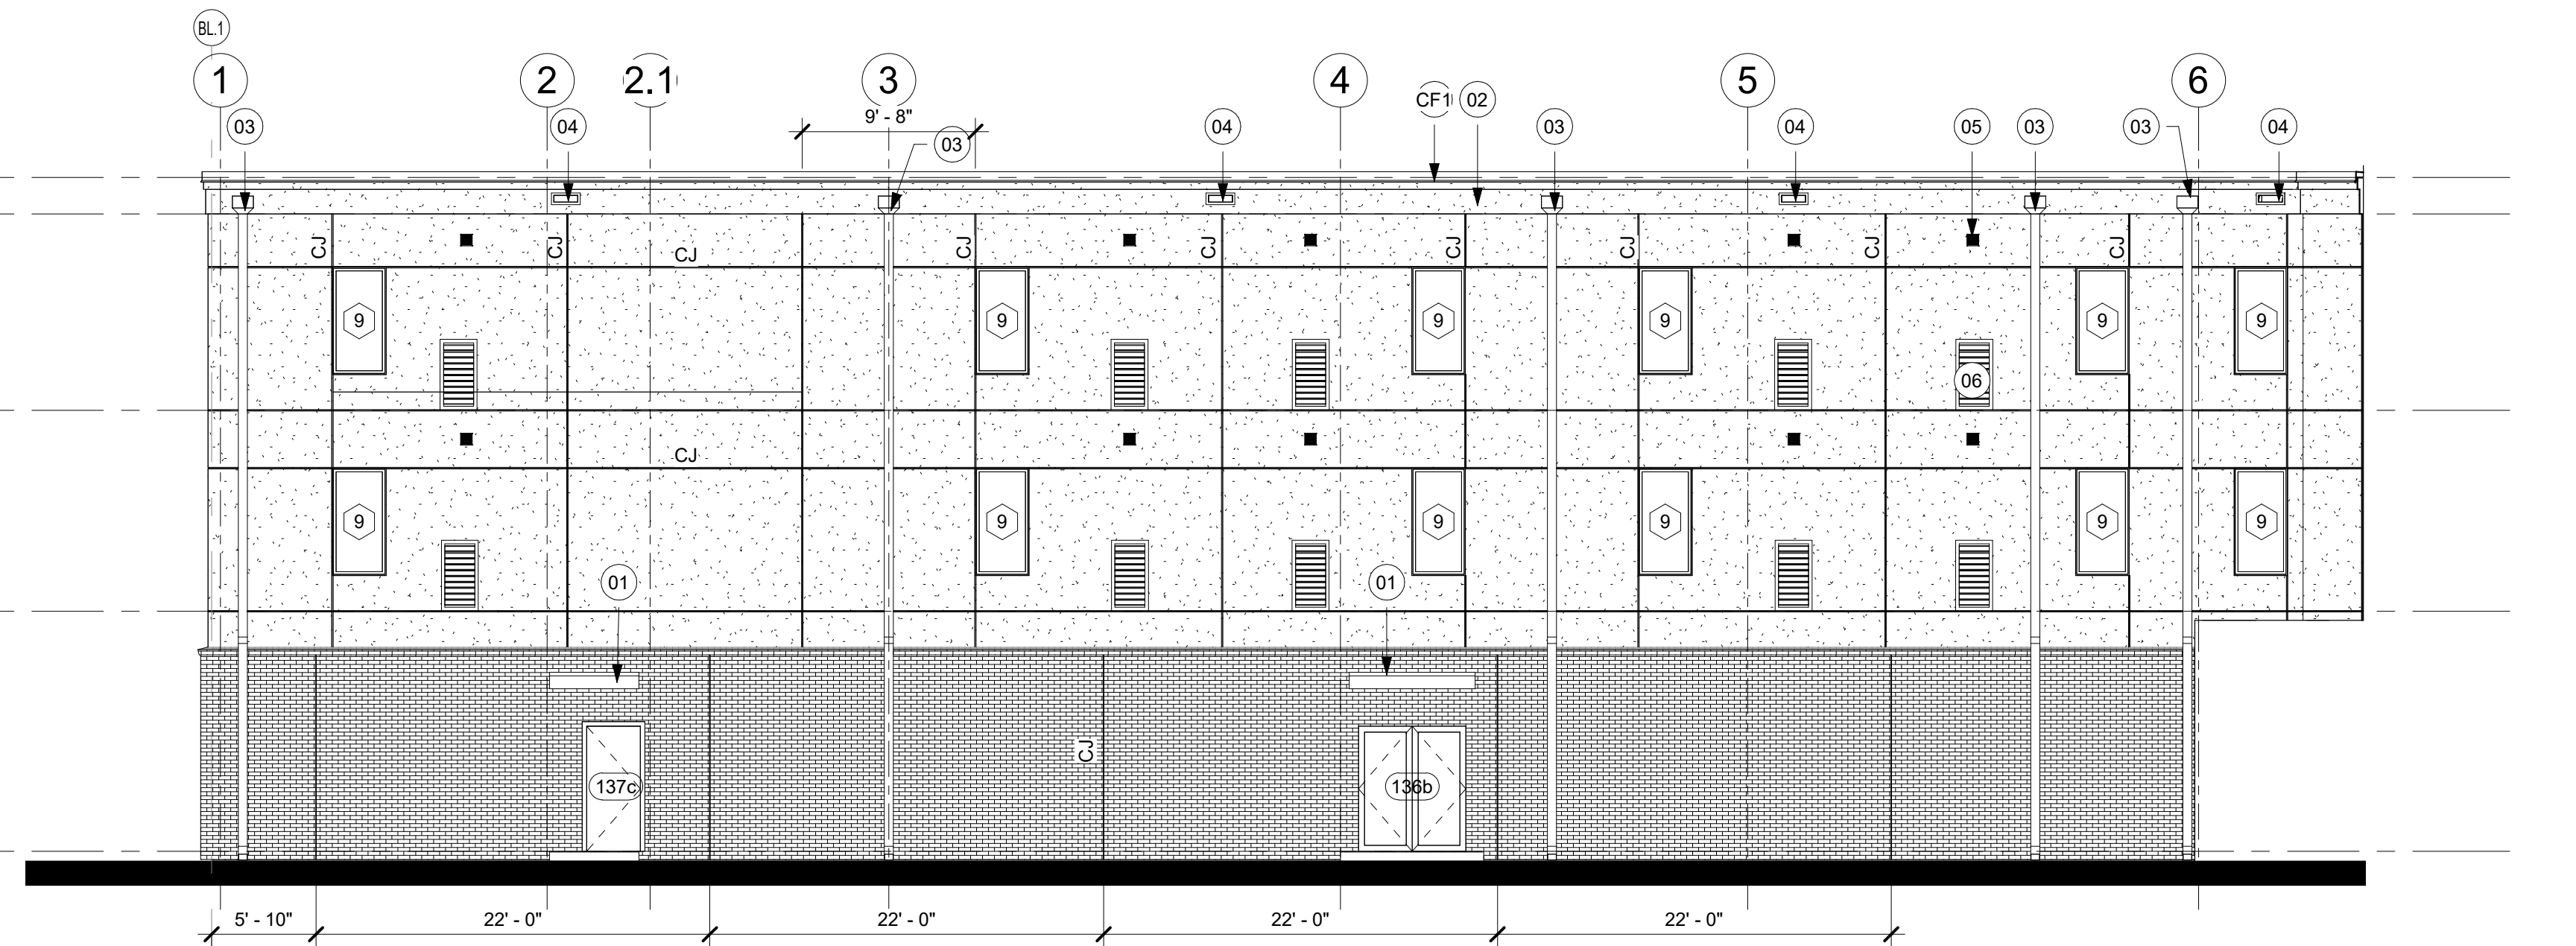 BL.1
1 2 2.1 3 4 5 6
9' - 8"
CF1 02
03 04 03 04 03 04 05 03 03 04
CJ CJ CJ CJ CJ CJ CJ CJ CJ
9 9 9 9 9 9
06
CJ
9 9 9 9 9 9
01 01
CJ
137c 136b
5' - 10" 22' - 0" 22' - 0" 22' - 0" 22' - 0"